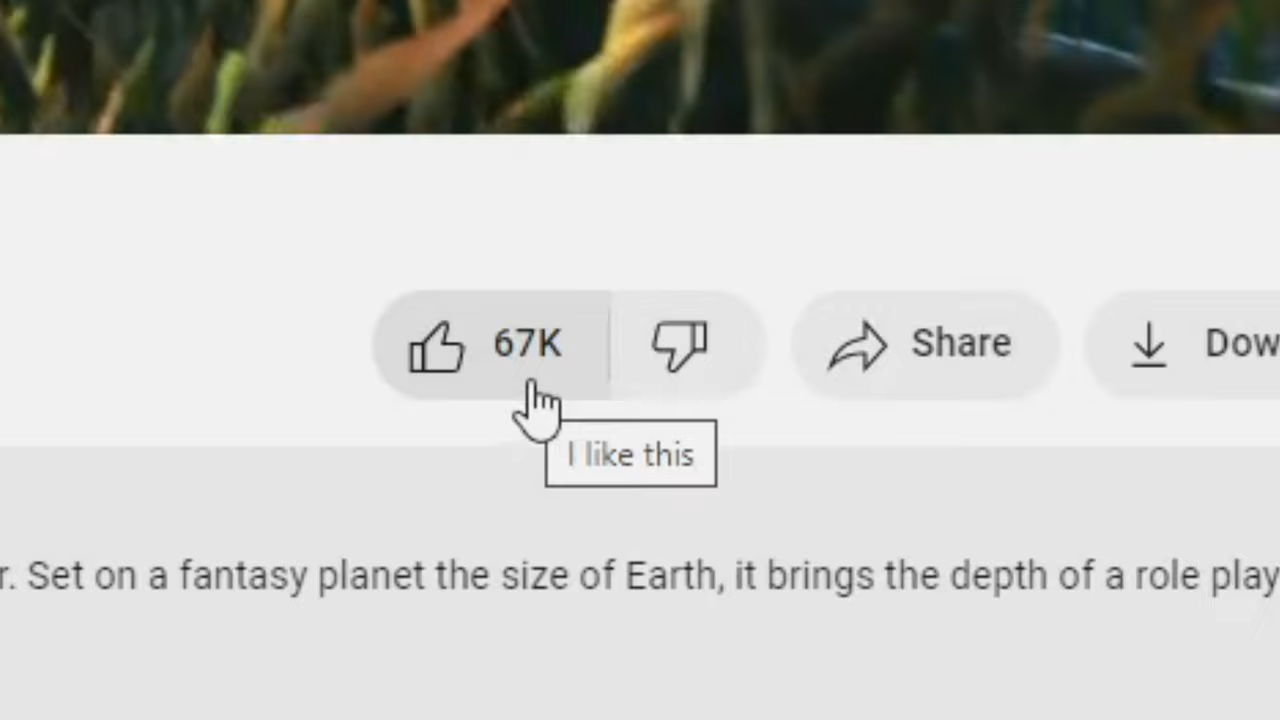 67K
Share
Dow
I like this
r. Set on a fantasy planet the size of Earth, it brings the depth of a role play